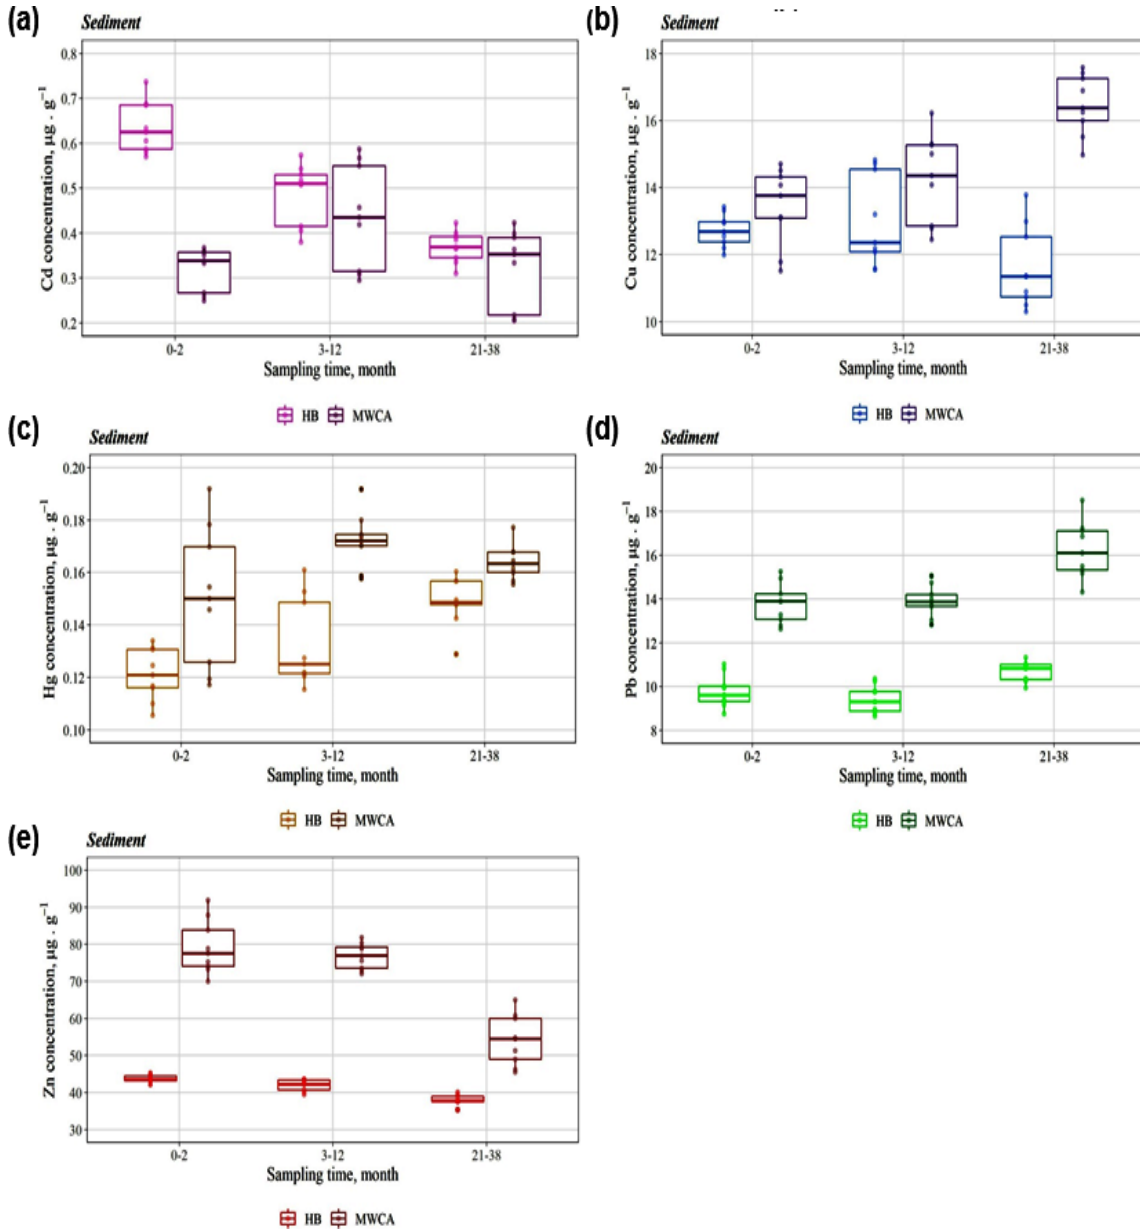 (a)
Sediment
Cd concentration, μg . g⁻¹
0.8
0.7
0.6
0.5
0.4
0.3
0.2
0-2
3-12
21-38
Sampling time, month
HB MWCA
(b)
Sediment
Cu concentration, μg . g⁻¹
18
16
14
12
10
0-2
3-12
21-38
Sampling time, month
HB MWCA
(c)
Sediment
Hg concentration, μg . g⁻¹
0.20
0.18
0.16
0.14
0.12
0.10
0-2
3-12
21-38
Sampling time, month
HB MWCA
(d)
Sediment
Pb concentration, μg . g⁻¹
20
18
16
14
12
10
8
0-2
3-12
21-38
Sampling time, month
HB MWCA
(e)
Sediment
Zn concentration, μg . g⁻¹
100
90
80
70
60
50
40
30
0-2
3-12
21-38
Sampling time, month
HB MWCA